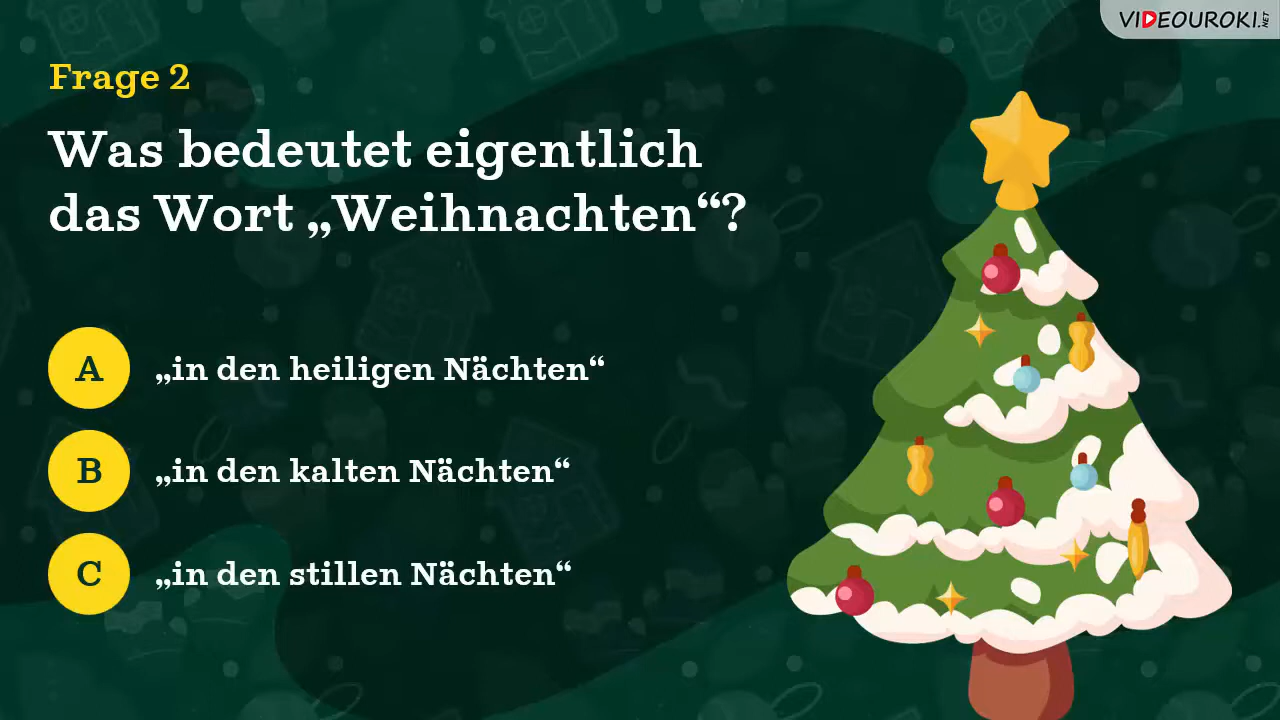 VIDEOUROKI.NET
Frage 2
Was bedeutet eigentlich
das Wort „Weihnachten“?
A „in den heiligen Nächten“
B „in den kalten Nächten“
C „in den stillen Nächten“